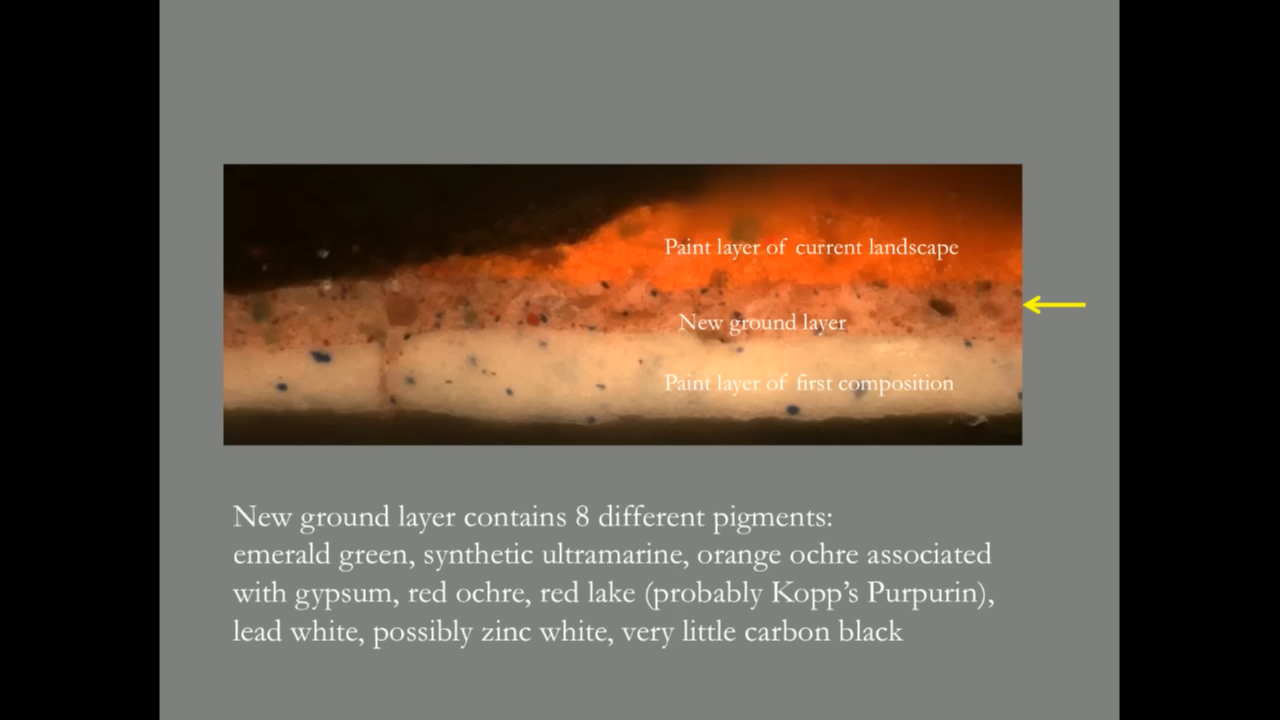 Paint layer of current landscape
New ground layer
Paint layer of first composition
New ground layer contains 8 different pigments:
emerald green, synthetic ultramarine, orange ochre associated
with gypsum, red ochre, red lake (probably Kopp’s Purpurin),
lead white, possibly zinc white, very little carbon black